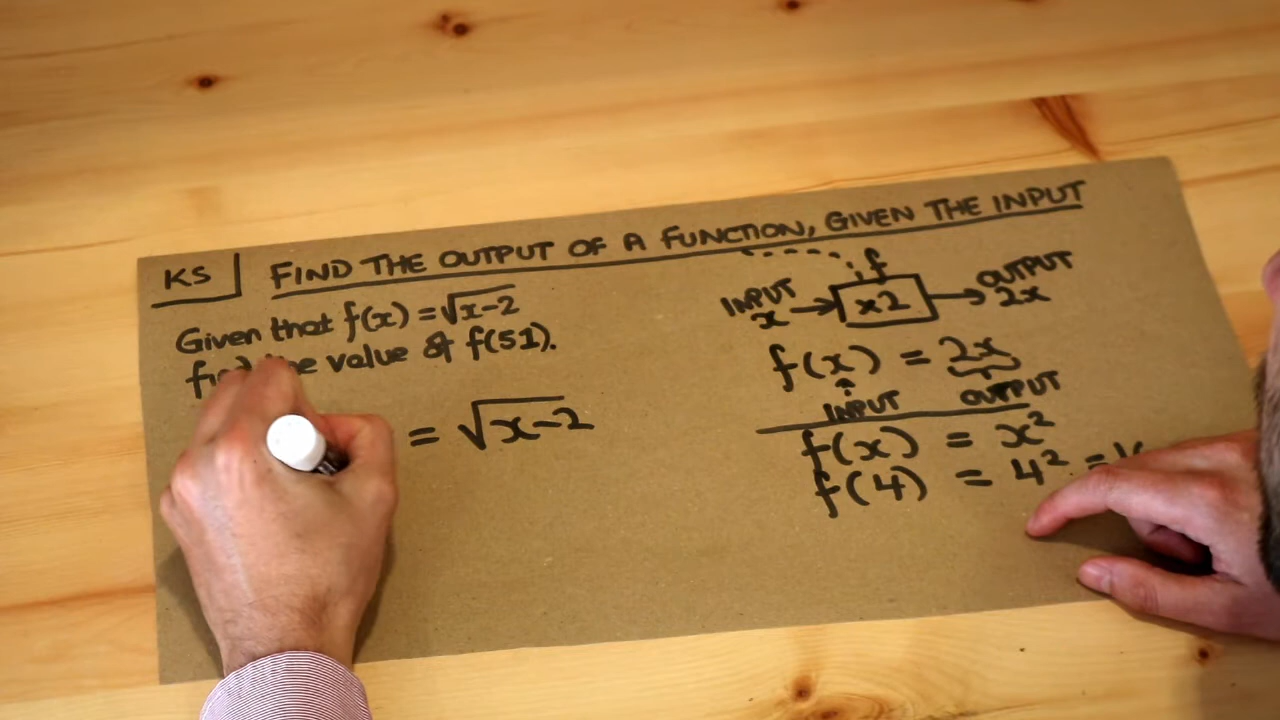 KS FIND THE OUTPUT OF A FUNCTION, GIVEN THE INPUT
Given that f(x) = √x-2
value of f(51).
= √x-2
f
INPUT
x → ×2 → OUTPUT
2x
f(x) = 2x
INPUT OUTPUT
f(x) = x²
f(4) = 4² =